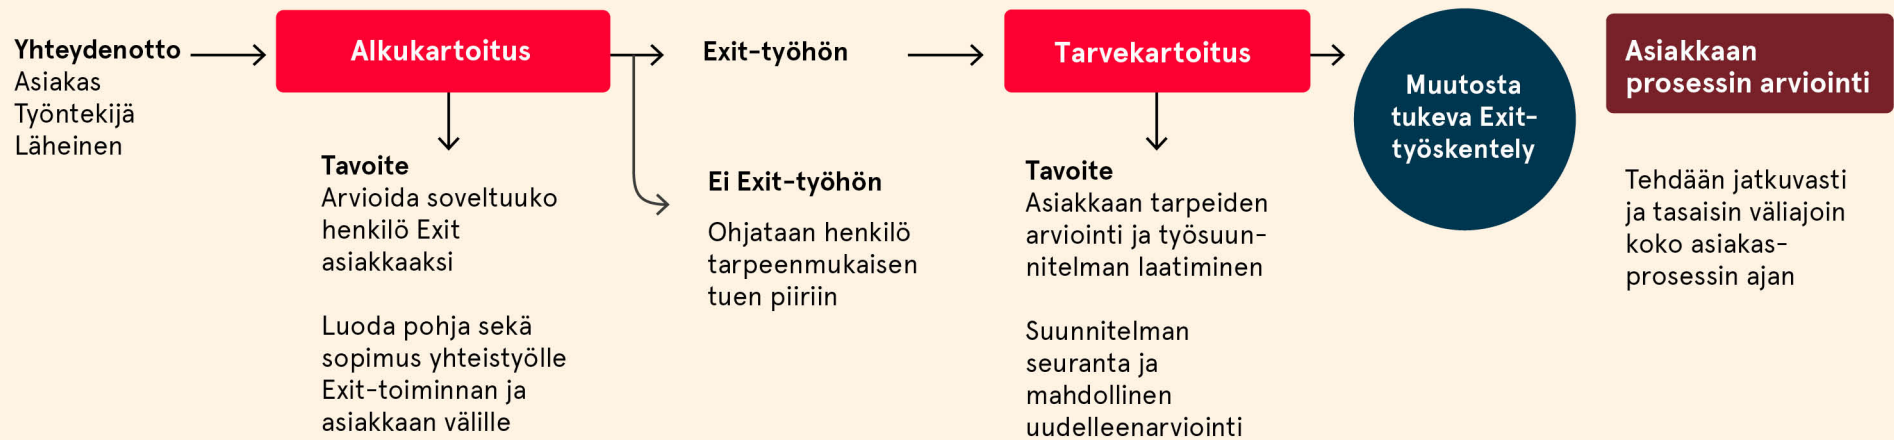 Yhteydenotto
Asiakas
Työntekijä
Läheinen
Alkukartoitus
Tavoite
Arvioida soveltuuko
henkilö Exit
asiakkaaksi
Luoda pohja sekä
sopimus yhteistyölle
Exit-toiminnan ja
asiakkaan välille
Exit-työhön
Ei Exit-työhön
Ohjataan henkilö
tarpeenmukaisen
tuen piiriin
Tarvekartoitus
Tavoite
Asiakkaan tarpeiden
arviointi ja työsuun-
nitelman laatiminen
Suunnitelman
seuranta ja
mahdollinen
uudelleenarviointi
Muutosta
tukeva Exit-
työskentely
Asiakkaan
prosessin arviointi
Tehdään jatkuvasti
ja tasaisin väliajoin
koko asiakas-
prosessin ajan